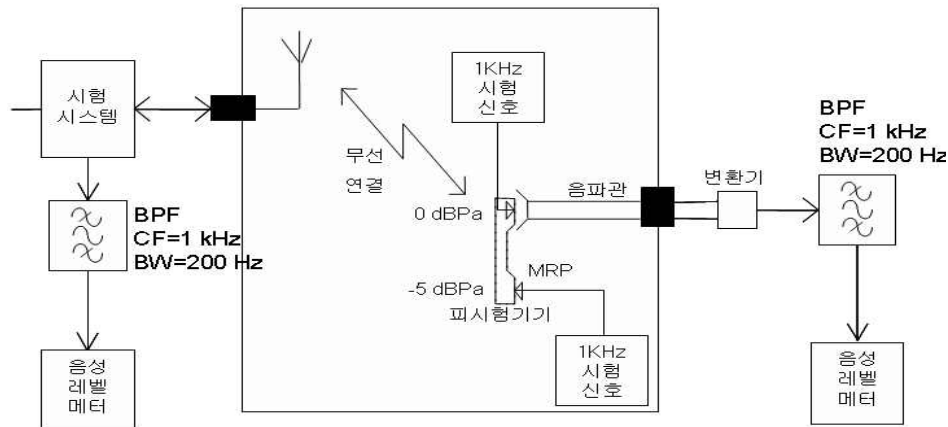 시험
시스템
BPF
CF=1 kHz
BW=200 Hz
음성
레벨
메터
무선
연결
1KHz
시험
신호
0 dBPa
-5 dBPa
MRP
피시험기기
1KHz
시험
신호
음파관
변환기
BPF
CF=1 kHz
BW=200 Hz
음성
레벨
메터